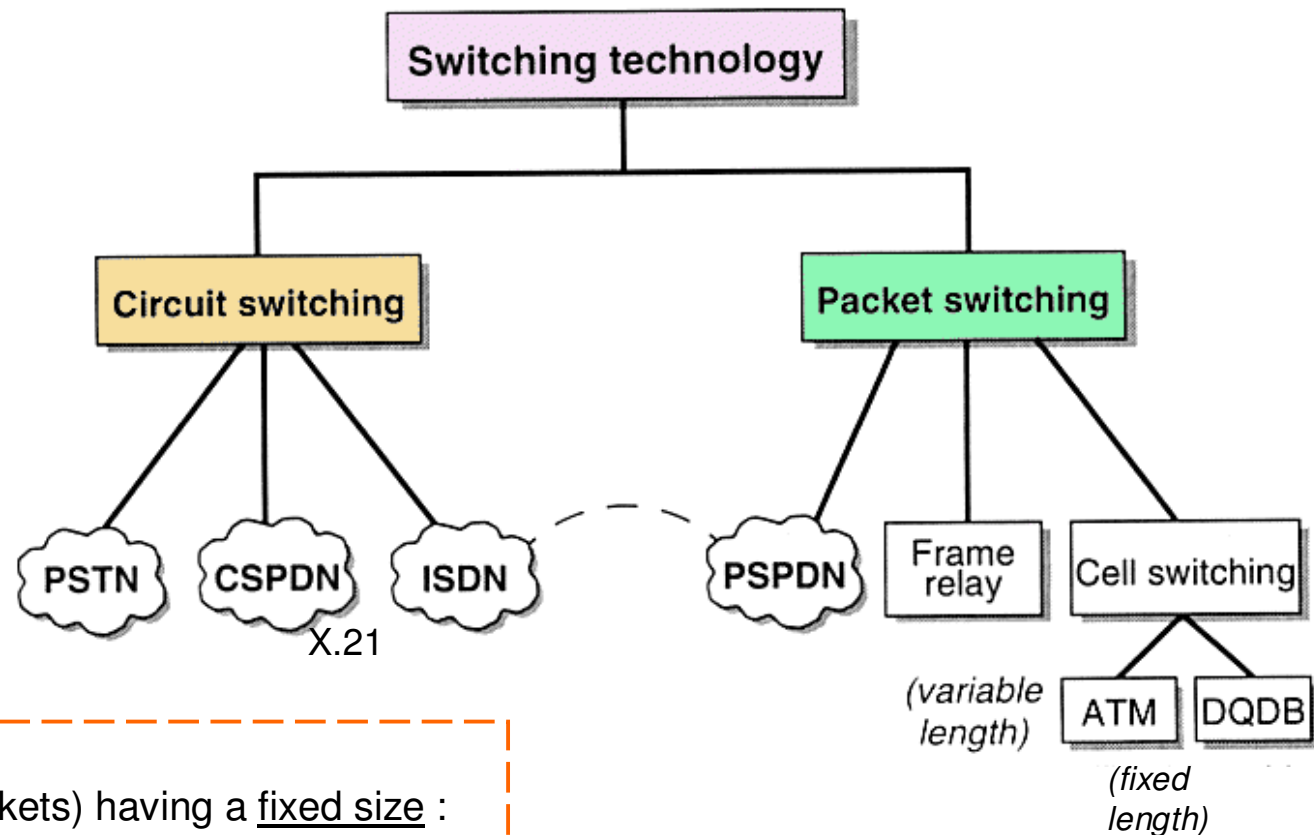 Switching technology
Circuit switching
Packet switching
PSTN
CSPDN
ISDN
PSPDN
Frame
relay
Cell switching
X.21
(variable
length)
ATM
DQDB
(fixed
length)
kets) having a fixed size :